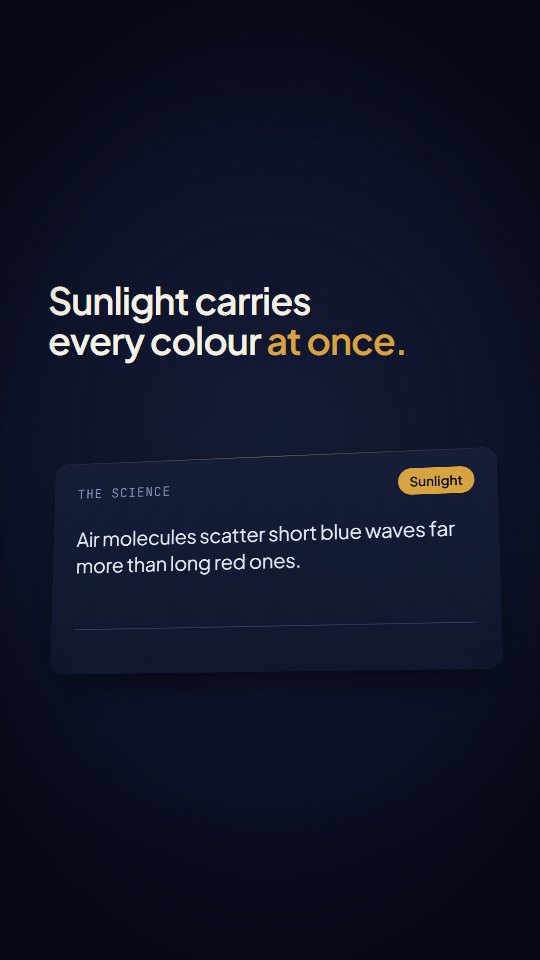 Sunlight carries
every colour at once.
THE SCIENCE
Sunlight
Air molecules scatter short blue waves far
more than long red ones.